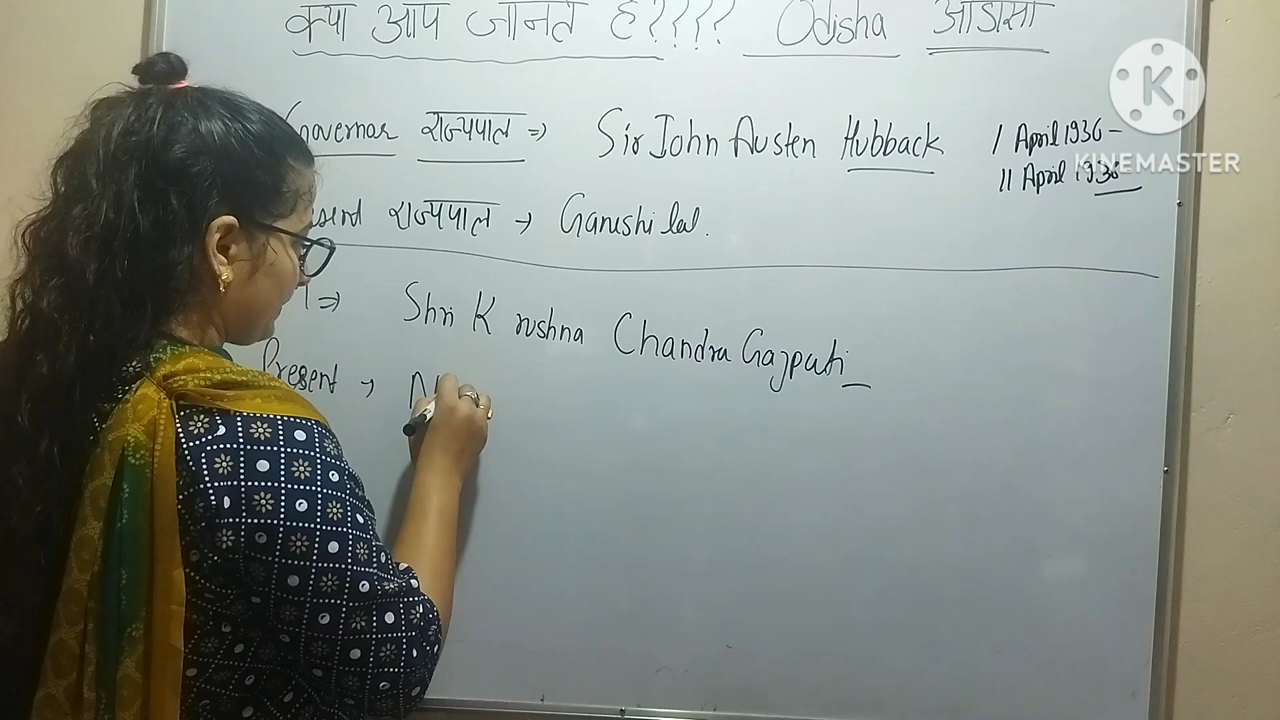 क्या आप जानते है???? Odisha ओडिसा
Governor राज्यपाल => Sir John Austen Hubback 1 April 1936 –
11 April 1936
राज्यपाल → Ganeshi lal.
=> Shri Krushna Chandra Gajpati
Present →
K
KINEMASTER